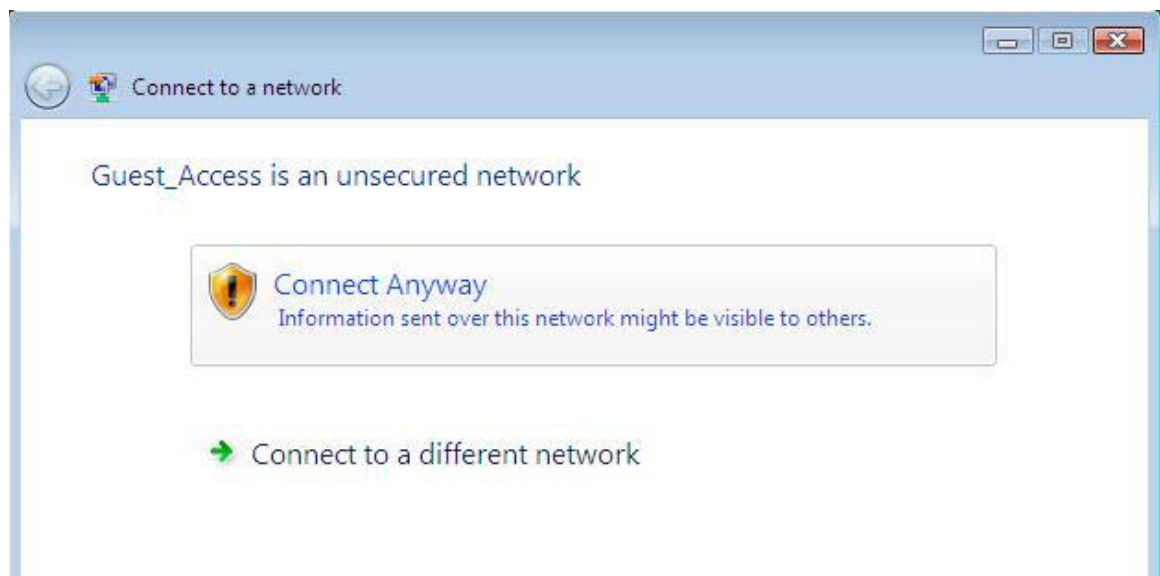 Connect to a network
Guest_Access is an unsecured network
Connect Anyway
Information sent over this network might be visible to others.
Connect to a different network